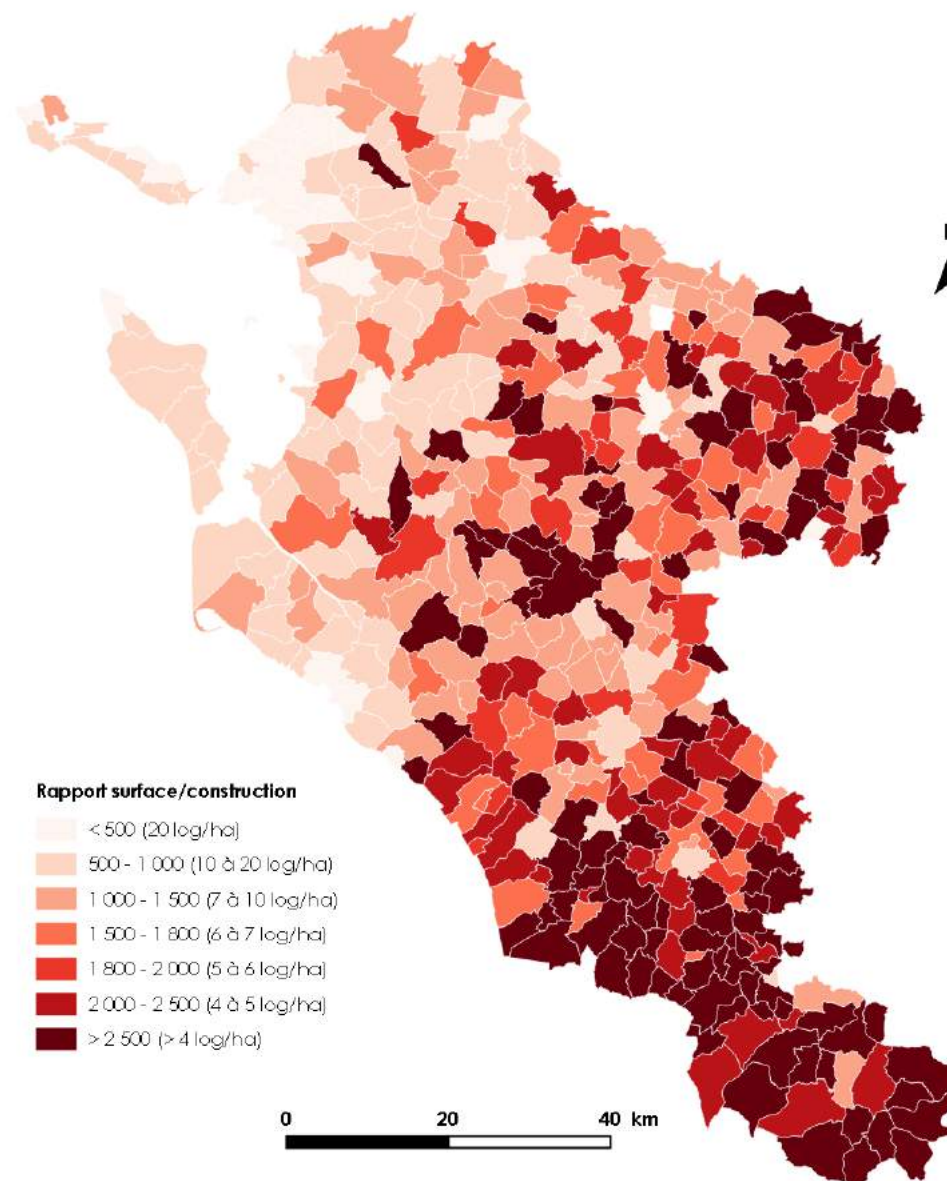 Rapport surface/construction
< 500 (20 log/ha)
500 - 1 000 (10 à 20 log/ha)
1 000 - 1 500 (7 à 10 log/ha)
1 500 - 1 800 (6 à 7 log/ha)
1 800 - 2 000 (5 à 6 log/ha)
2 000 - 2 500 (4 à 5 log/ha)
> 2 500 (> 4 log/ha)
0 20 40 km